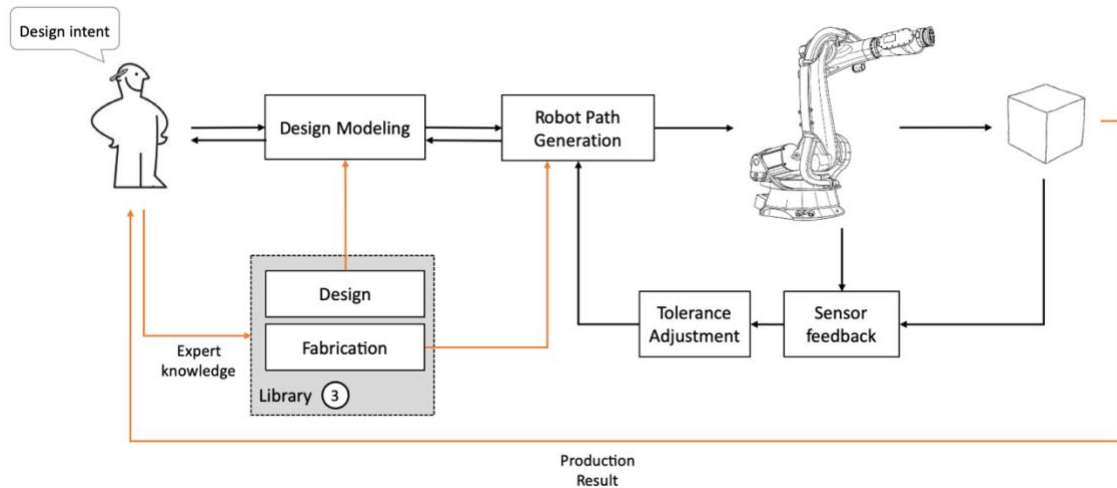 Design intent
Design Modeling
Robot Path
Generation
Design
Fabrication
Library 3
Expert
knowledge
Tolerance
Adjustment
Sensor
feedback
Production
Result